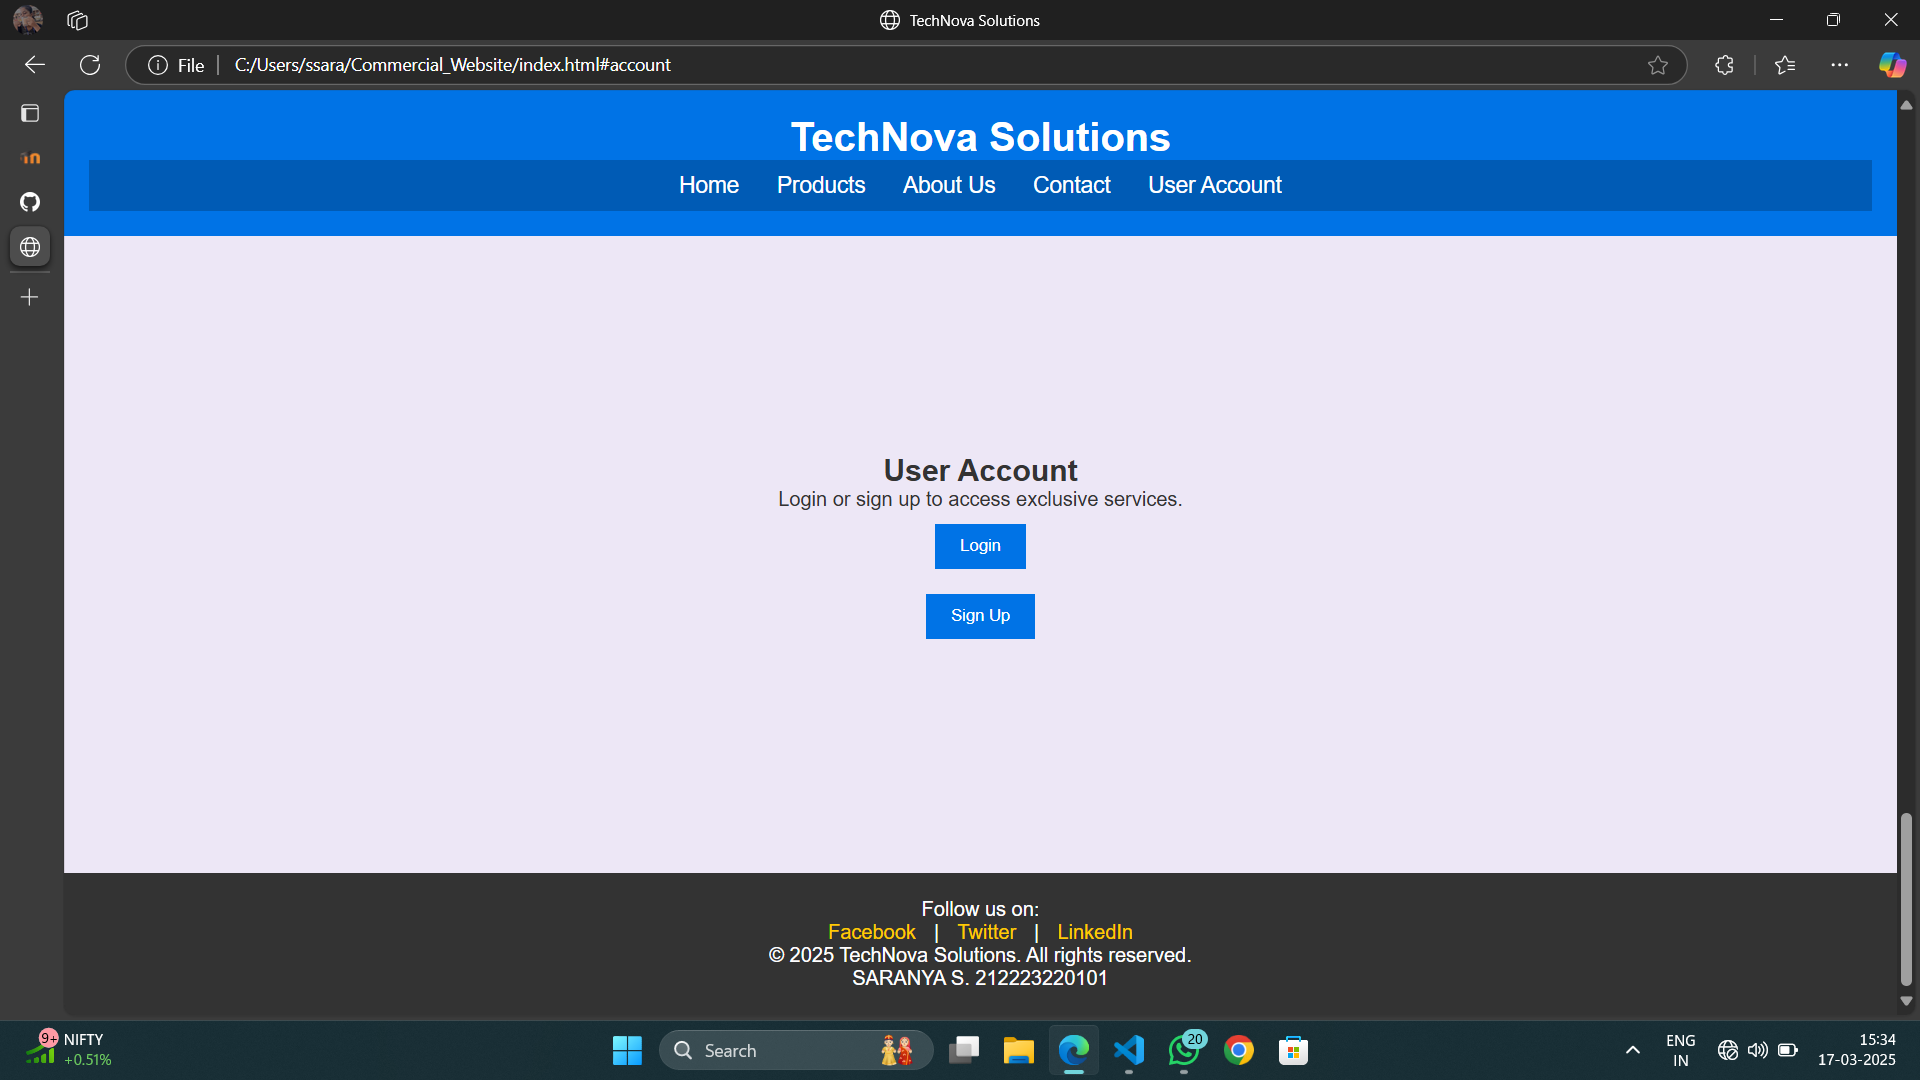 TechNova Solutions
File
C:/Users/ssara/Commercial_Website/index.html#account
TechNova Solutions
Home Products About Us Contact User Account
User Account
Login or sign up to access exclusive services.
Login
Sign Up
Follow us on:
Facebook | Twitter | LinkedIn
© 2025 TechNova Solutions. All rights reserved.
SARANYA S. 212223220101
9+
NIFTY
+0.51%
Search
20
ENG
IN
15:34
17-03-2025